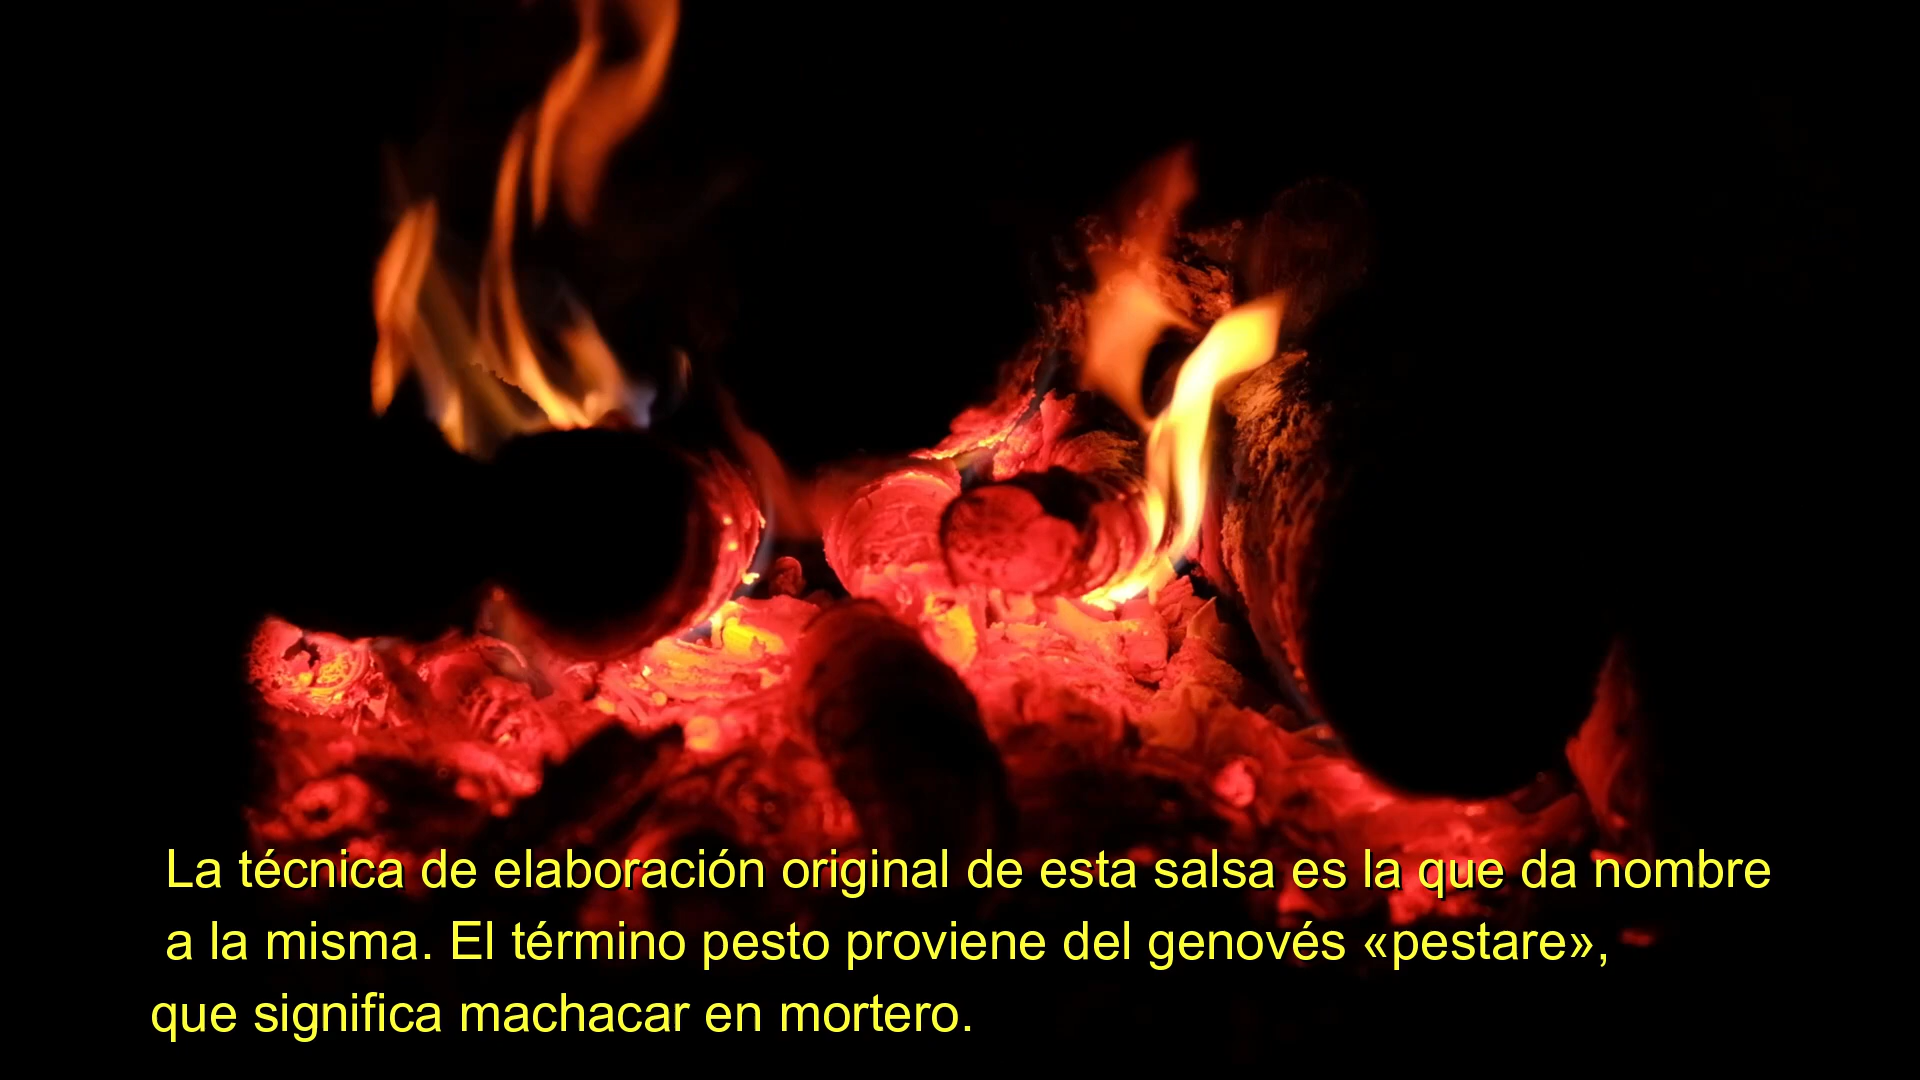 La técnica de elaboración original de esta salsa es la que da nombre
a la misma. El término pesto proviene del genovés «pestare»,
que significa machacar en mortero.